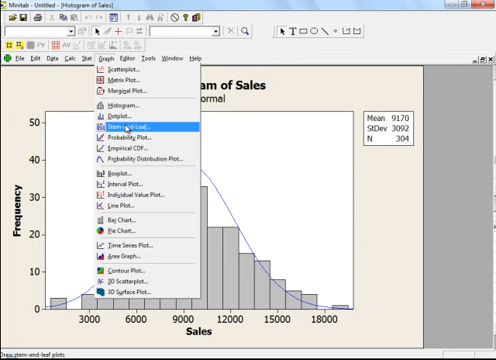 Minitab - Untitled - [Histogram of Sales]
File Edit Data Calc Stat Graph Editor Tools Window Help
Scatterplot...
Matrix Plot...
Marginal Plot...
Histogram...
Dotplot...
Stem-and-Leaf...
Probability Plot...
Empirical CDF...
Probability Distribution Plot...
Boxplot...
Interval Plot...
Individual Value Plot...
Line Plot...
Bar Chart...
Pie Chart...
Time Series Plot...
Area Graph...
Contour Plot...
3D Scatterplot...
3D Surface Plot...
am of Sales
ormal
Mean 9170
StDev 3092
N 304
Frequency
50
40
30
20
10
0
3000 6000 9000 12000 15000 18000
Sales
Draw stem-and-leaf plots